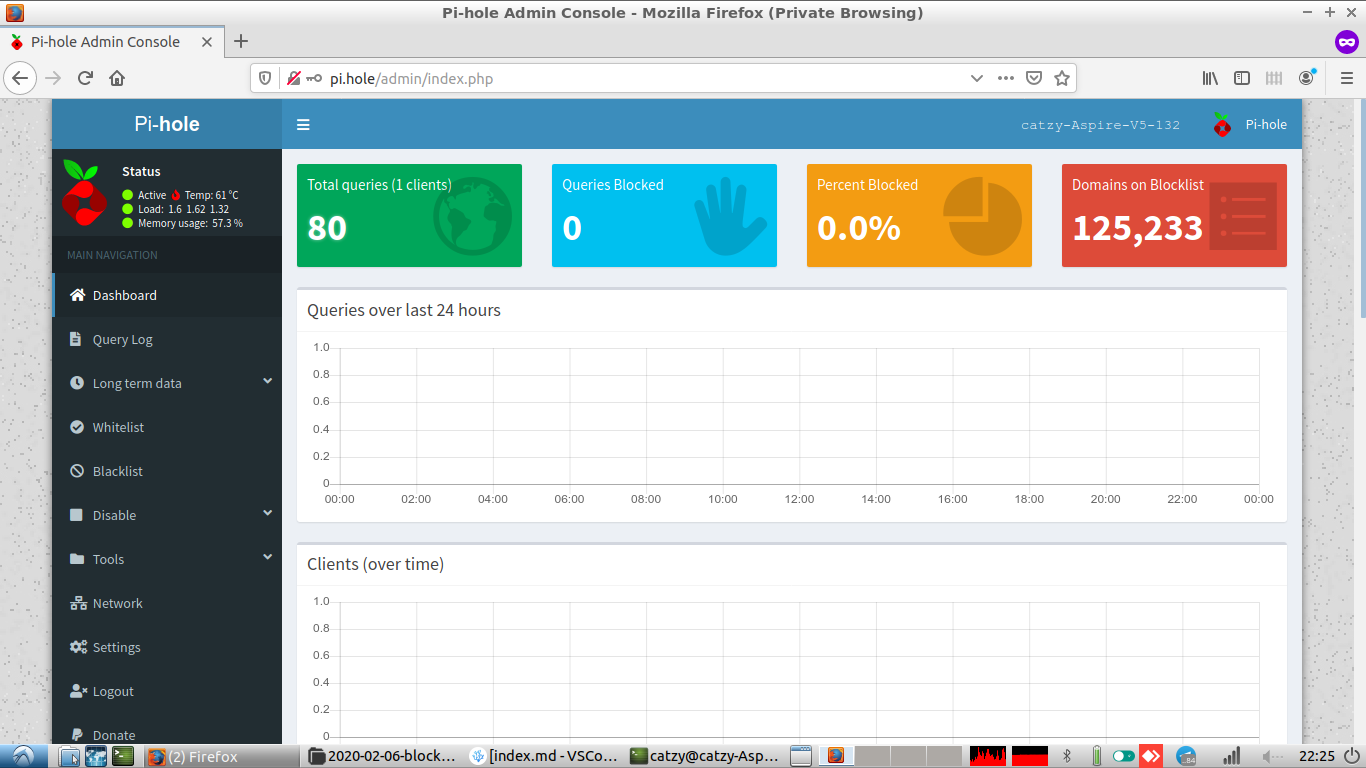 Pi-hole Admin Console - Mozilla Firefox (Private Browsing)
Pi-hole Admin Console
pi.hole/admin/index.php
Pi-hole
catzy-Aspire-V5-132
Pi-hole
Status
Active Temp: 61 °C
Load: 1.6 1.62 1.32
Memory usage: 57.3 %
MAIN NAVIGATION
Dashboard
Query Log
Long term data
Whitelist
Blacklist
Disable
Tools
Network
Settings
Logout
Donate
Total queries (1 clients)
80
Queries Blocked
0
Percent Blocked
0.0%
Domains on Blocklist
125,233
Queries over last 24 hours
1.0
0.8
0.6
0.4
0.2
0
00:00 02:00 04:00 06:00 08:00 10:00 12:00 14:00 16:00 18:00 20:00 22:00 00:00
Clients (over time)
1.0
0.8
0.6
0.4
0.2
0
(2) Firefox
2020-02-06-block...
[index.md - VSCo...
catzy@catzy-Asp...
22:25